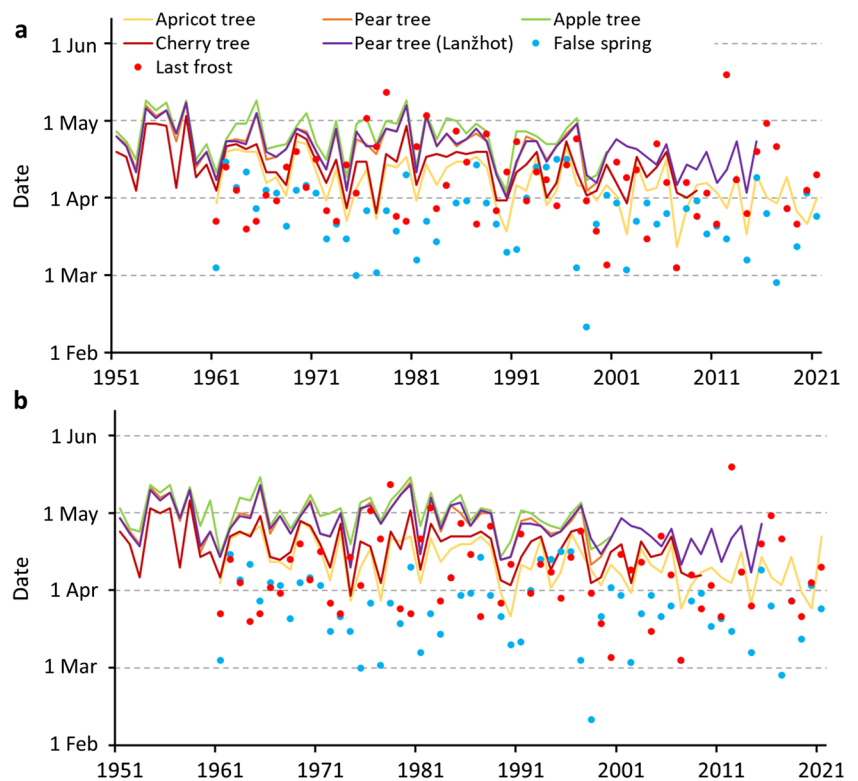 a
Apricot tree Pear tree Apple tree
Cherry tree Pear tree (Lanžhot) False spring
Last frost
1 Jun
1 May
1 Apr
1 Mar
1 Feb
Date
1951 1961 1971 1981 1991 2001 2011 2021
b
1 Jun
1 May
1 Apr
1 Mar
1 Feb
Date
1951 1961 1971 1981 1991 2001 2011 2021